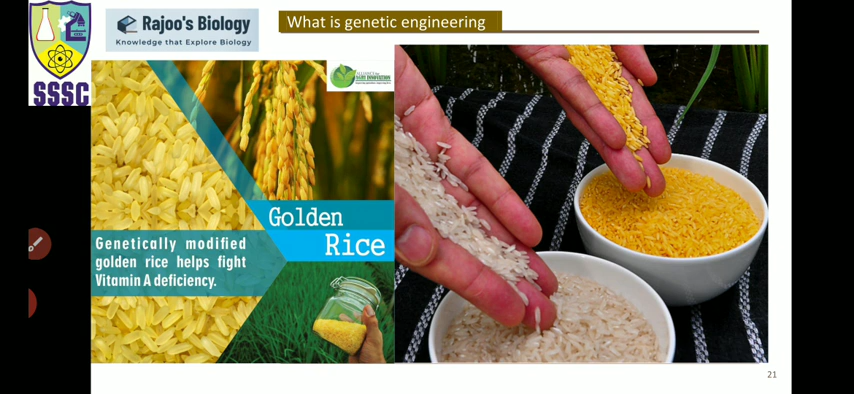 SSSC
Rajoo's Biology
Knowledge that Explore Biology
What is genetic engineering
Golden
Rice
Genetically modified
golden rice helps fight
Vitamin A deficiency.
21